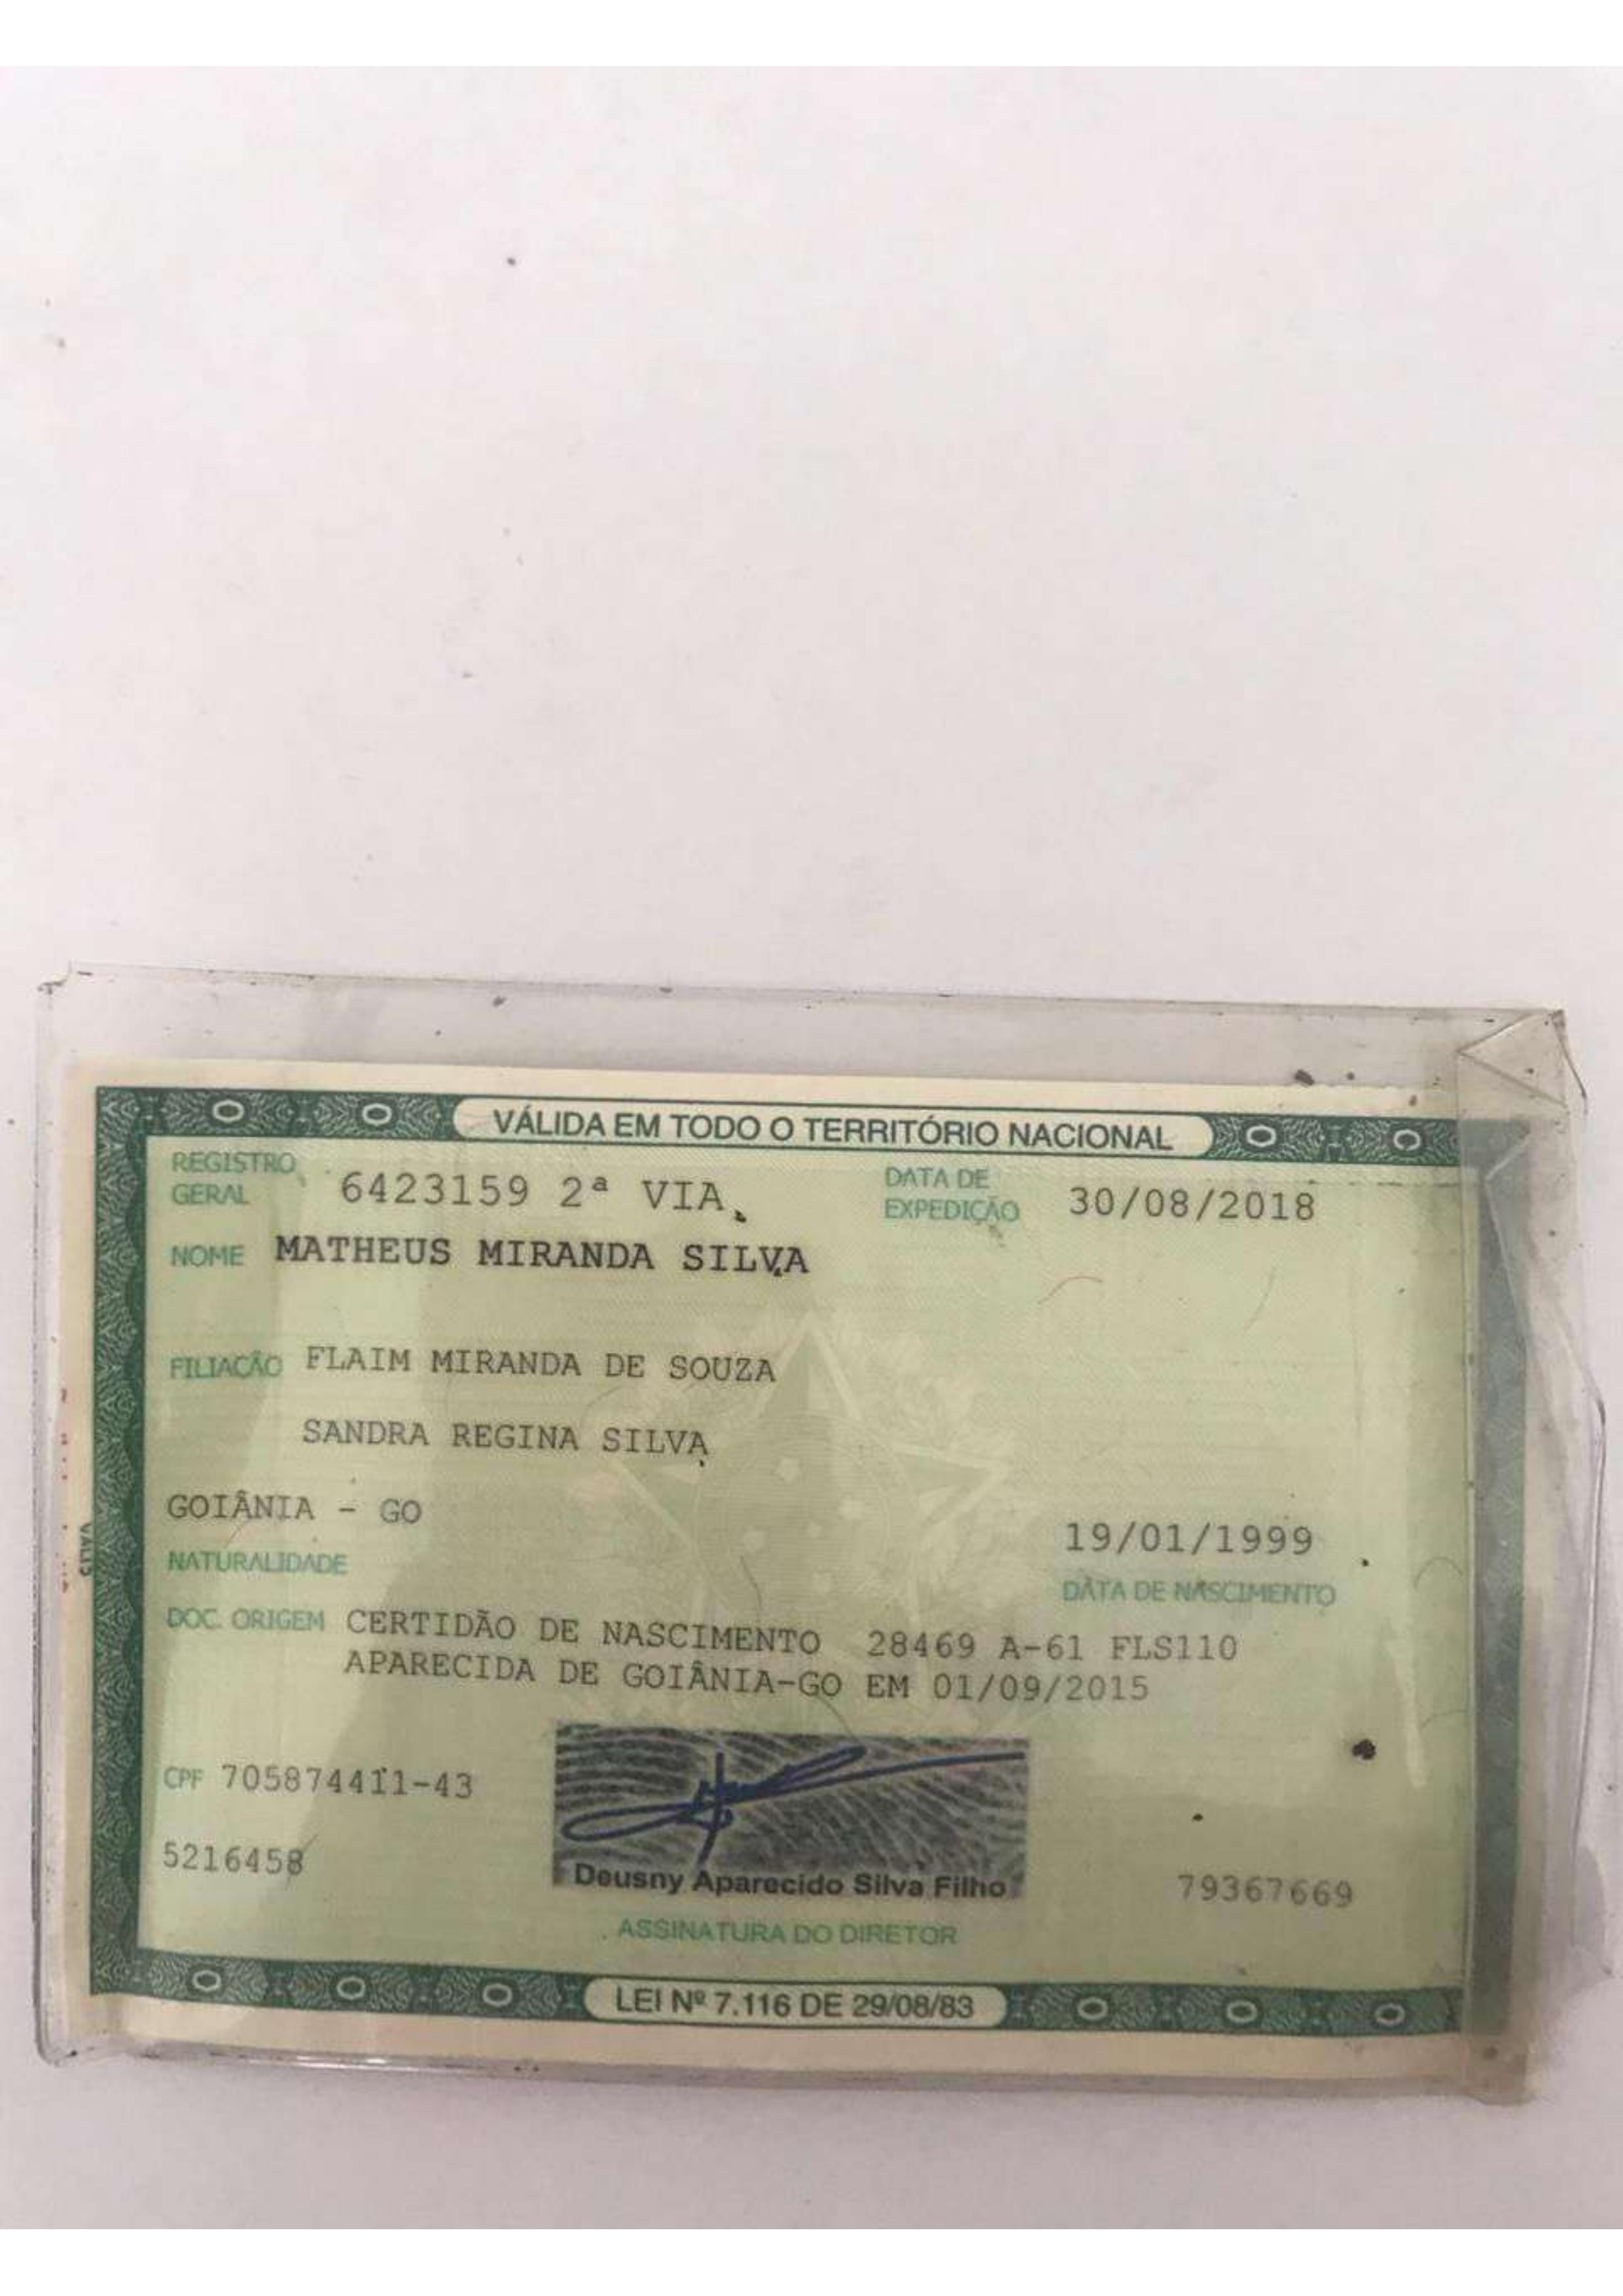 VÁLIDA EM TODO O TERRITÓRIO NACIONAL
REGISTRO GERAL 6423159 2ª VIA DATA DE EXPEDIÇÃO 30/08/2018
NOME MATHEUS MIRANDA SILVA
FILIAÇÃO FLAIM MIRANDA DE SOUZA
SANDRA REGINA SILVA
GOIÂNIA - GO 19/01/1999
NATURALIDADE DATA DE NASCIMENTO
DOC. ORIGEM CERTIDÃO DE NASCIMENTO 28469 A-61 FLS110
APARECIDA DE GOIÂNIA-GO EM 01/09/2015
CPF 705874411-43
5216458 Deusny Aparecido Silva Filho 79367669
ASSINATURA DO DIRETOR
LEI Nº 7.116 DE 29/08/83